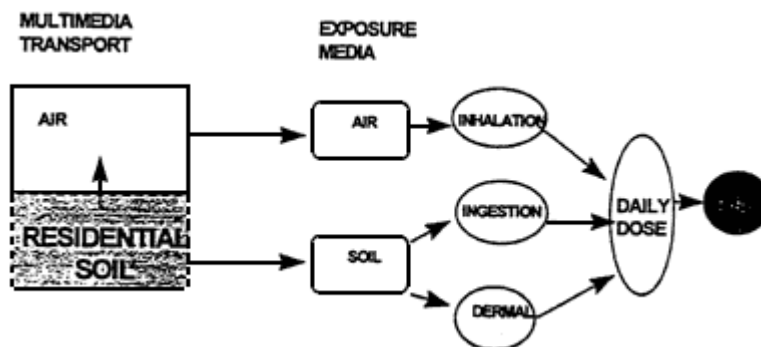 MULTIMEDIA
TRANSPORT
EXPOSURE
MEDIA
AIR
AIR
INHALATION
RESIDENTIAL
SOIL
SOIL
INGESTION
DERMAL
DAILY
DOSE